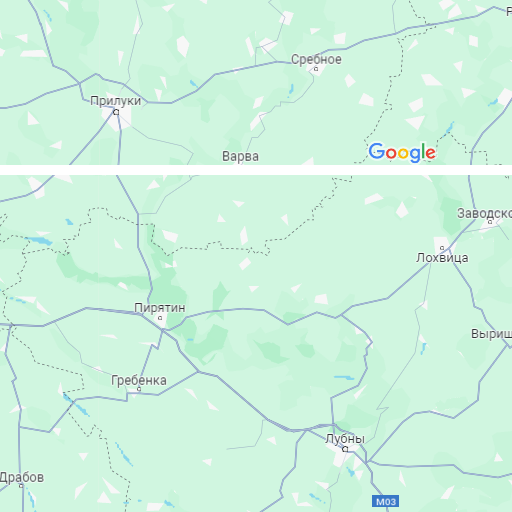 Сребное
Прилуки
Варва
Google
Заводско
Лохвица
Пирятин
Выриш
Гребенка
Лубны
Драбов
М03